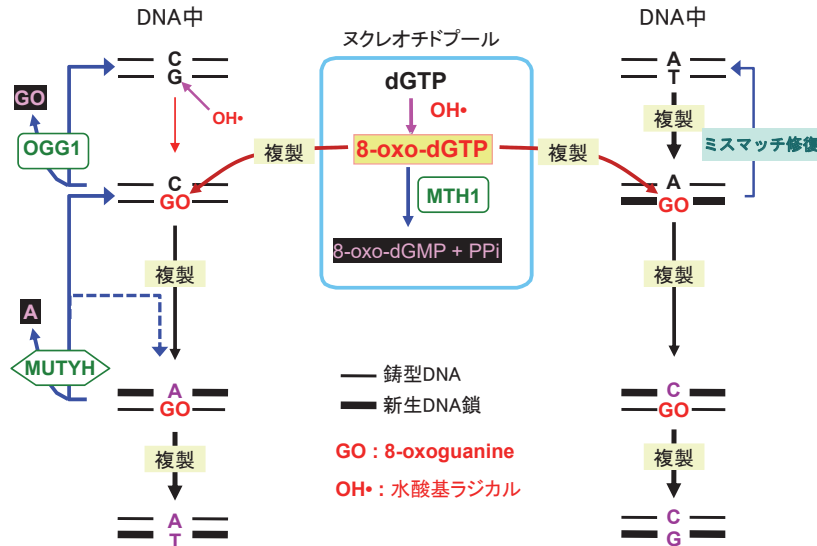 DNA中
C
G
OH•
GO
OGG1
C
GO
複製
A
MUTYH
A
GO
複製
A
T
ヌクレオチドプール
dGTP
OH•
複製
8-oxo-dGTP
複製
MTH1
8-oxo-dGMP + PPi
鋳型DNA
新生DNA鎖
GO : 8-oxoguanine
OH• : 水酸基ラジカル
DNA中
A
T
複製
ミスマッチ修復
A
GO
複製
C
GO
複製
C
G